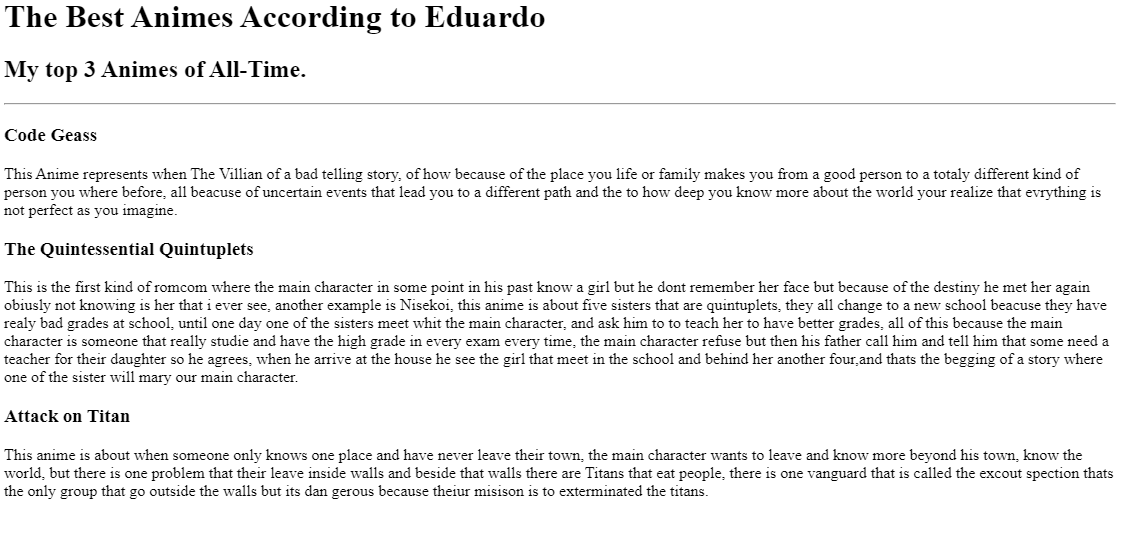 The Best Animes According to Eduardo
My top 3 Animes of All-Time.
Code Geass
This Anime represents when The Villian of a bad telling story, of how because of the place you life or family makes you from a good person to a totaly different kind of
person you where before, all beacuse of uncertain events that lead you to a different path and the to how deep you know more about the world your realize that evrything is
not perfect as you imagine.
The Quintessential Quintuplets
This is the first kind of romcom where the main character in some point in his past know a girl but he dont remember her face but because of the destiny he met her again
obiusly not knowing is her that i ever see, another example is Nisekoi, this anime is about five sisters that are quintuplets, they all change to a new school beacuse they have
realy bad grades at school, until one day one of the sisters meet whit the main character, and ask him to to teach her to have better grades, all of this because the main
character is someone that really studie and have the high grade in every exam every time, the main character refuse but then his father call him and tell him that some need a
teacher for their daughter so he agrees, when he arrive at the house he see the girl that meet in the school and behind her another four,and thats the begging of a story where
one of the sister will mary our main character.
Attack on Titan
This anime is about when someone only knows one place and have never leave their town, the main character wants to leave and know more beyond his town, know the
world, but there is one problem that their leave inside walls and beside that walls there are Titans that eat people, there is one vanguard that is called the excout spection thats
the only group that go outside the walls but its dan gerous because theiur misison is to exterminated the titans.